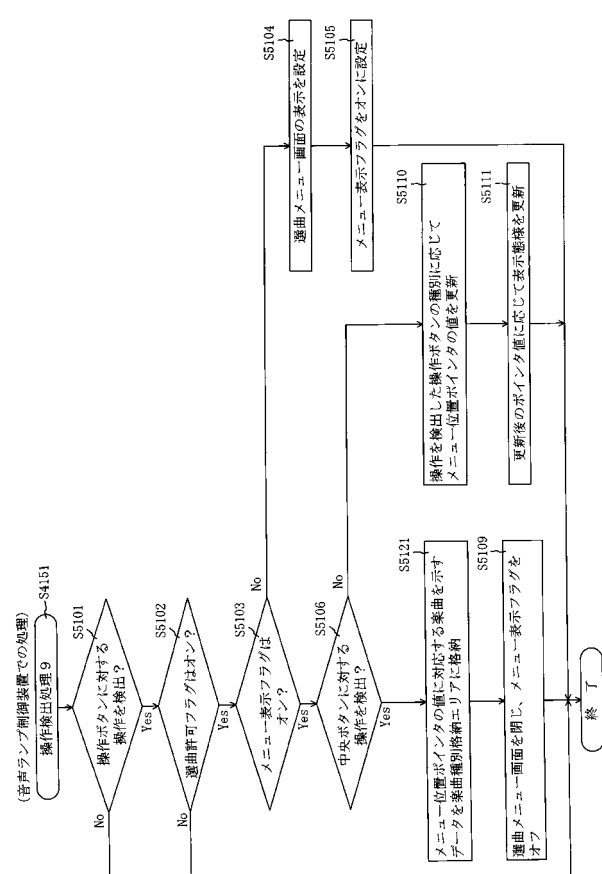 (音声ランプ制御装置での処理)
操作検出処理9
S4151
S5101
操作ボタンに対する
操作を検出?
No
Yes
S5102
選曲許可フラグはオン?
No
Yes
S5103
メニュー表示フラグは
オン?
No
Yes
S5104
選曲メニュー画面の表示を設定
S5105
メニュー表示フラグをオンに設定
S5106
中央ボタンに対する
操作を検出?
No
Yes
S5110
操作を検出した操作ボタンの種別に応じて
メニュー位置ポインタの値を更新
S5111
更新後のポインタ値に応じて表示態様を更新
S5121
メニュー位置ポインタの値に対応する楽曲を示す
データを楽曲種別格納エリアに格納
S5109
選曲メニュー画面を閉じ、メニュー表示フラグを
オフ
終 了